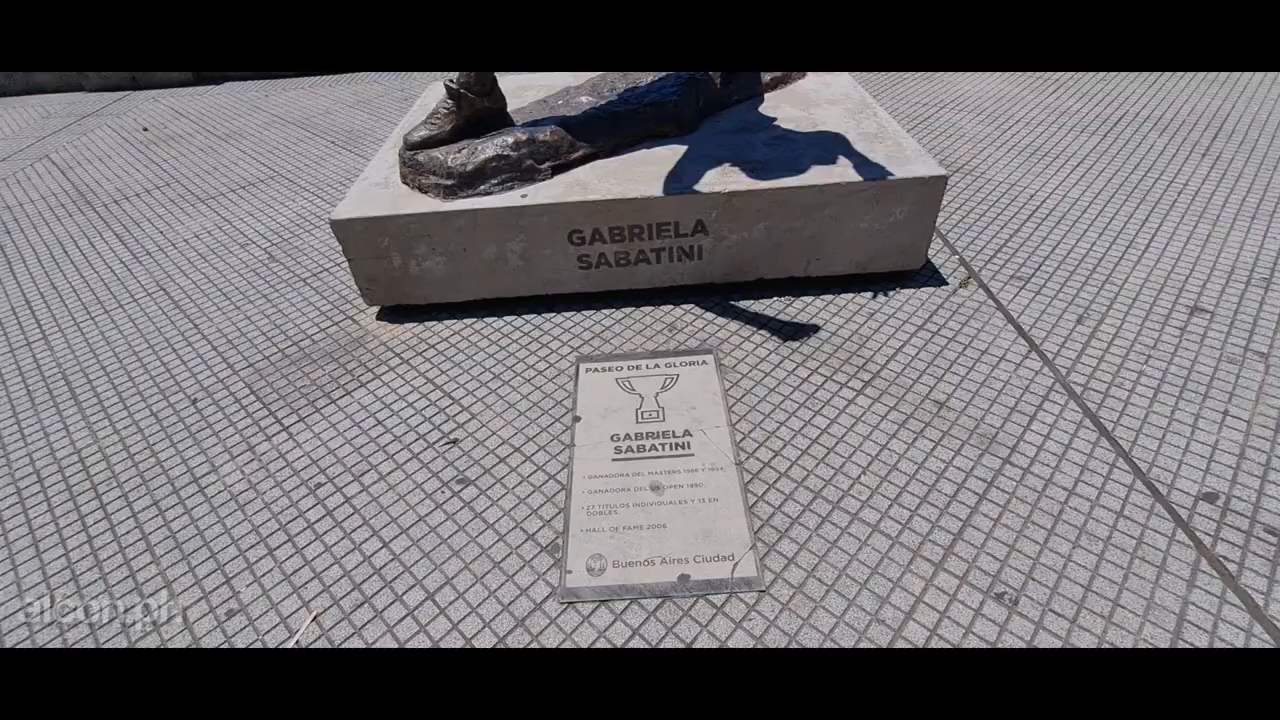 GABRIELA
SABATINI
PASEO DE LA GLORIA
GABRIELA
SABATINI
• GANADORA DEL MASTERS 1988 Y 1994.
• GANADORA DEL US OPEN 1990.
• 27 TITULOS INDIVIDUALES Y 13 EN
DOBLES.
• HALL OF FAME 2006.
Buenos Aires Ciudad